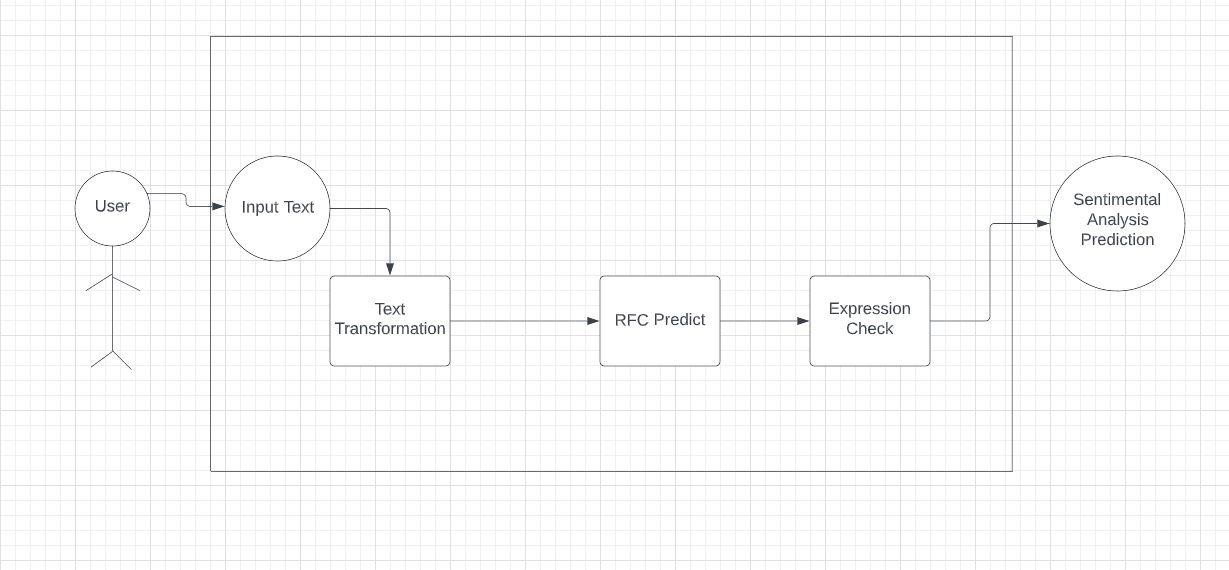 User
Input Text
Text
Transformation
RFC Predict
Expression
Check
Sentimental
Analysis
Prediction